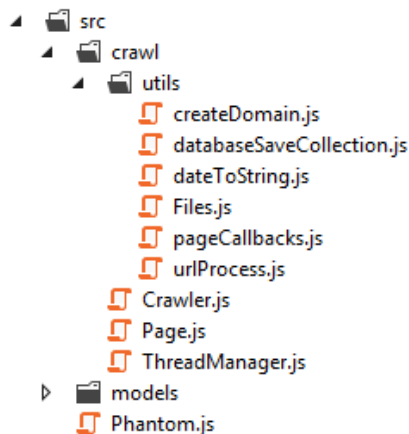 src
crawl
utils
createDomain.js
databaseSaveCollection.js
dateToString.js
Files.js
pageCallbacks.js
urlProcess.js
Crawler.js
Page.js
ThreadManager.js
models
Phantom.js